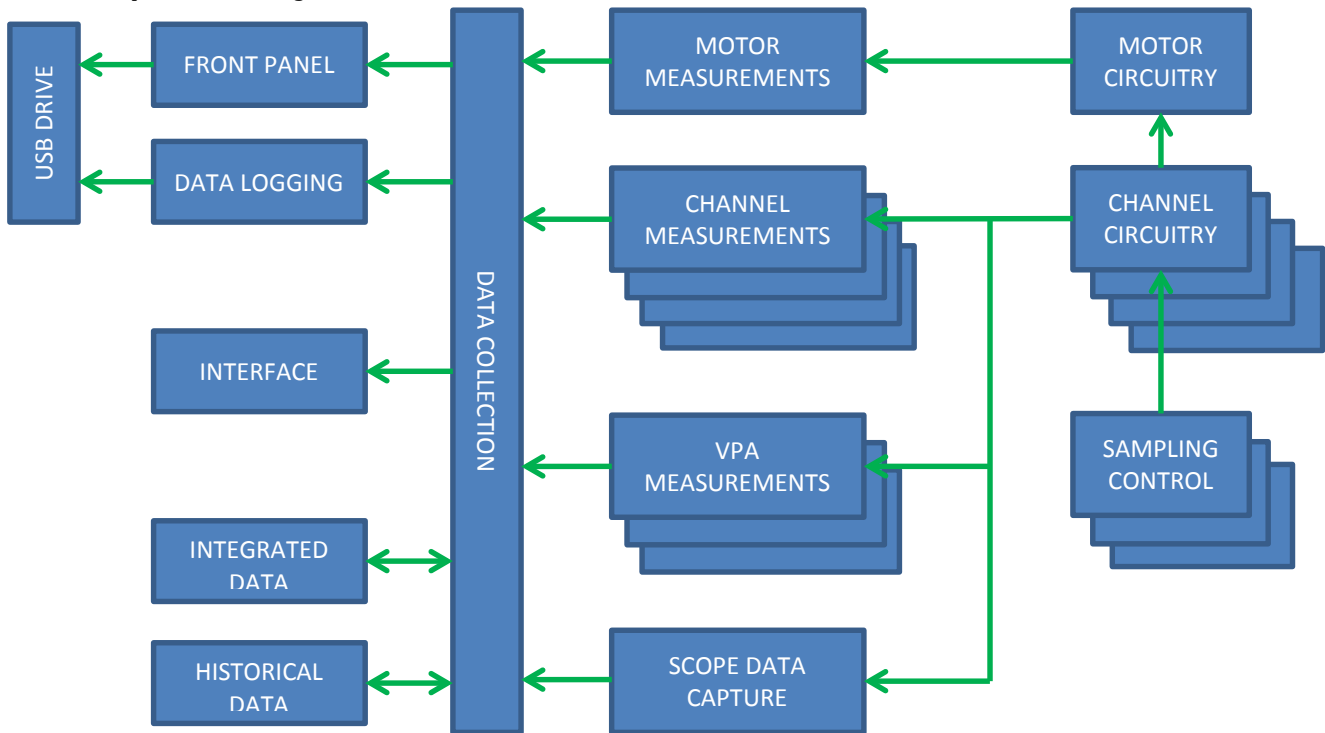 USB DRIVE
FRONT PANEL
DATA LOGGING
INTERFACE
INTEGRATED
DATA
HISTORICAL
DATA
DATA COLLECTION
MOTOR
MEASUREMENTS
CHANNEL
MEASUREMENTS
VPA
MEASUREMENTS
SCOPE DATA
CAPTURE
MOTOR
CIRCUITRY
CHANNEL
CIRCUITRY
SAMPLING
CONTROL